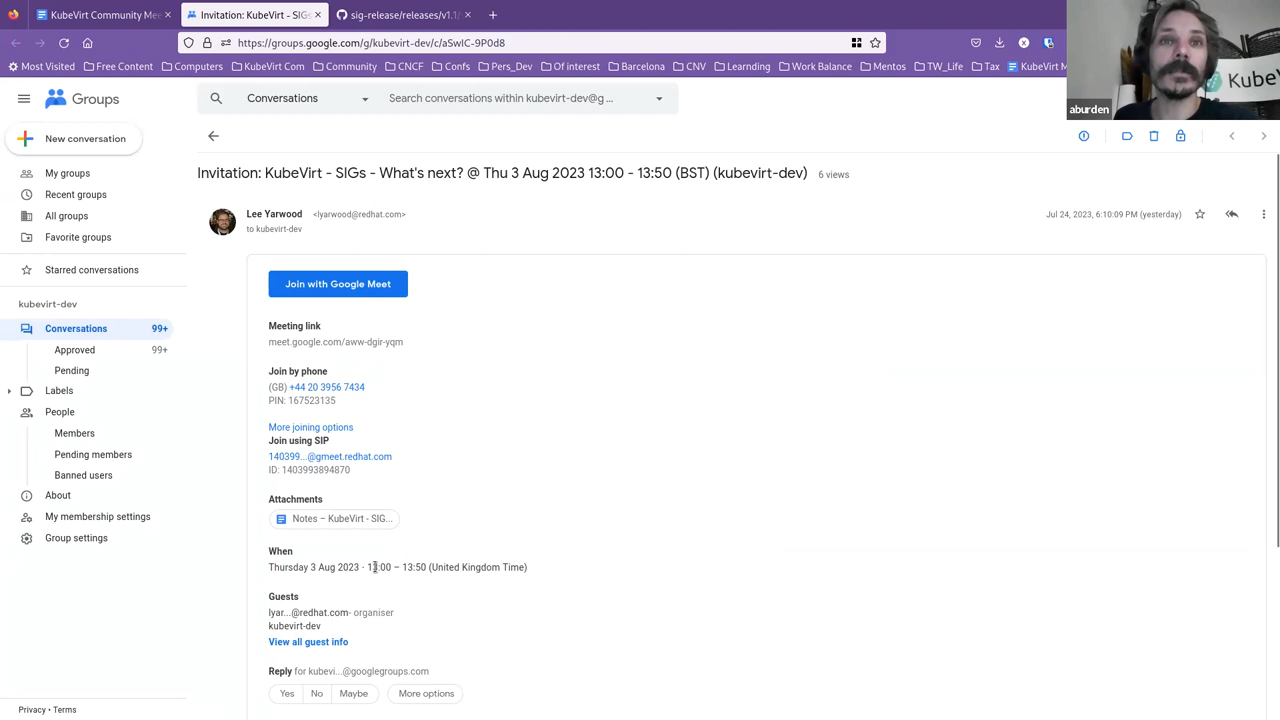 KubeVirt Community Mee
Invitation: KubeVirt - SIGs
sig-release/releases/v1.1/
https://groups.google.com/g/kubevirt-dev/c/aSwIC-9P0d8
Most Visited
Free Content
Computers
KubeVirt Com
Community
CNCF
Confs
Pers_Dev
Of interest
Barcelona
CNV
Learnding
Work Balance
Mentos
TW_Life
Tax
KubeVirt M
KubeV
aburden
Groups
Conversations
Search conversations within kubevirt-dev@g ...
New conversation
My groups
Recent groups
All groups
Favorite groups
Starred conversations
kubevirt-dev
Conversations 99+
Approved 99+
Pending
Labels
People
Members
Pending members
Banned users
About
My membership settings
Group settings
Privacy • Terms
Invitation: KubeVirt - SIGs - What's next? @ Thu 3 Aug 2023 13:00 - 13:50 (BST) (kubevirt-dev) 6 views
Lee Yarwood <lyarwood@redhat.com>
Jul 24, 2023, 6:10:09 PM (yesterday)
to kubevirt-dev
Join with Google Meet
Meeting link
meet.google.com/aww-dgir-yqm
Join by phone
(GB) +44 20 3956 7434
PIN: 167523135
More joining options
Join using SIP
140399...@gmeet.redhat.com
ID: 1403993894870
Attachments
Notes – KubeVirt - SIG...
When
Thursday 3 Aug 2023 · 13:00 – 13:50 (United Kingdom Time)
Guests
lyar...@redhat.com- organiser
kubevirt-dev
View all guest info
Reply for kubevi...@googlegroups.com
Yes
No
Maybe
More options